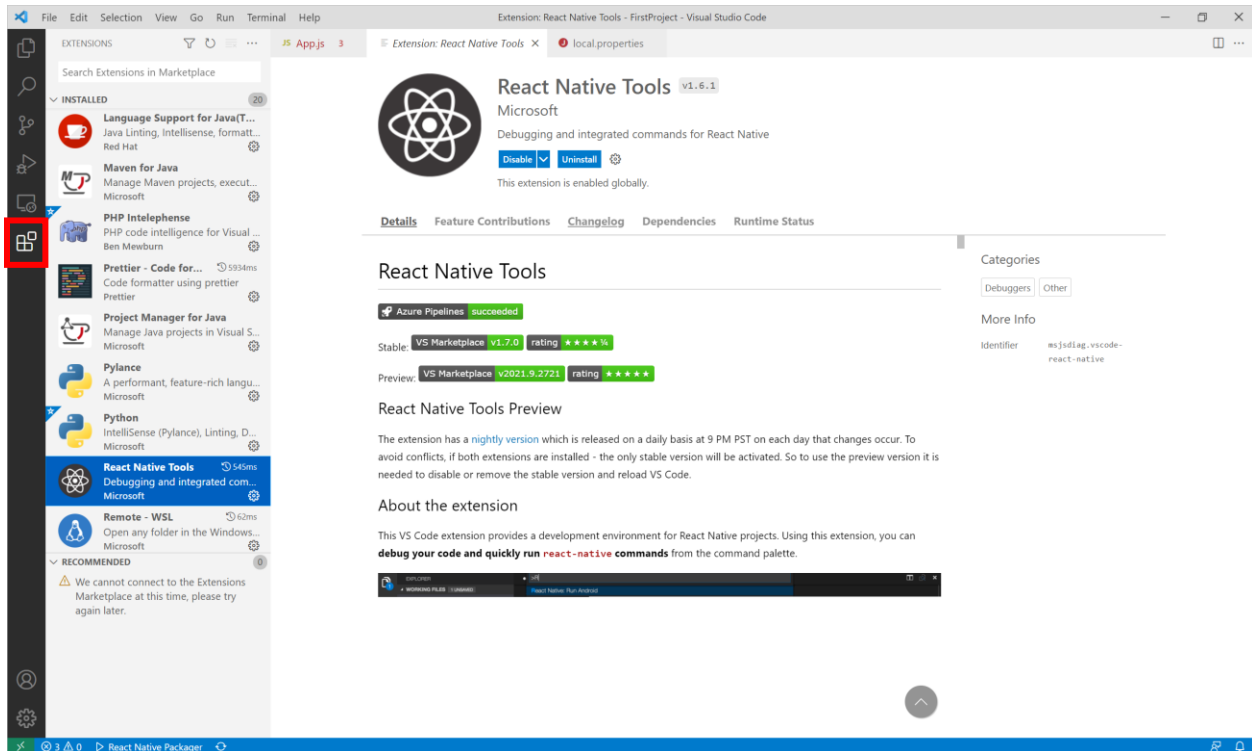 File Edit Selection View Go Run Terminal Help
Extension: React Native Tools - FirstProject - Visual Studio Code
EXTENSIONS
Search Extensions in Marketplace
INSTALLED 20
Language Support for Java(T...
Java Linting, Intellisense, formatt...
Red Hat
Maven for Java
Manage Maven projects, execut...
Microsoft
PHP Intelephense
PHP code intelligence for Visual ...
Ben Mewburn
Prettier - Code for... 5934ms
Code formatter using prettier
Prettier
Project Manager for Java
Manage Java projects in Visual S...
Microsoft
Pylance
A performant, feature-rich langu...
Microsoft
Python
IntelliSense (Pylance), Linting, D...
Microsoft
React Native Tools 545ms
Debugging and integrated com...
Microsoft
Remote - WSL 62ms
Open any folder in the Windows...
Microsoft
RECOMMENDED 0
We cannot connect to the Extensions
Marketplace at this time, please try
again later.
JS App.js 3
Extension: React Native Tools
local.properties
React Native Tools v1.6.1
Microsoft
Debugging and integrated commands for React Native
Disable Uninstall
This extension is enabled globally.
Details Feature Contributions Changelog Dependencies Runtime Status
React Native Tools
Azure Pipelines succeeded
Stable: VS Marketplace v1.7.0 rating ★★★★¾
Preview: VS Marketplace v2021.9.2721 rating ★★★★★
React Native Tools Preview
The extension has a nightly version which is released on a daily basis at 9 PM PST on each day that changes occur. To
avoid conflicts, if both extensions are installed - the only stable version will be activated. So to use the preview version it is
needed to disable or remove the stable version and reload VS Code.
About the extension
This VS Code extension provides a development environment for React Native projects. Using this extension, you can
debug your code and quickly run react-native commands from the command palette.
EXPLORER
WORKING FILES 1 UNSAVED
React Native: Run Android
Categories
Debuggers Other
More Info
Identifier msjsdiag.vscode-
react-native
3 0 React Native Packager